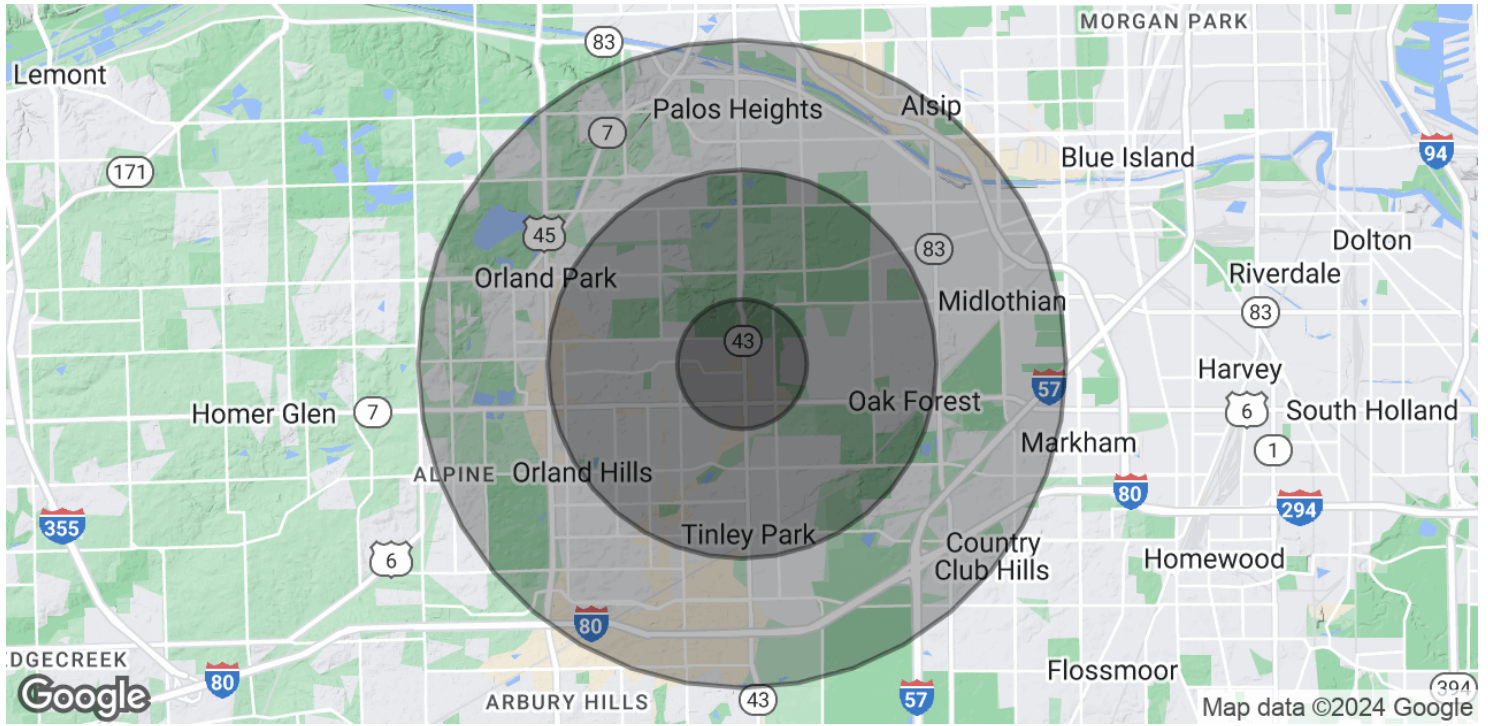 MORGAN PARK
83
Lemont
Palos Heights
Alsip
7
94
Blue Island
171
45
83
Dolton
Orland Park
Riverdale
Midlothian
83
43
Harvey
57
Homer Glen
7
Oak Forest
6
South Holland
Markham
1
ALPINE
Orland Hills
80
294
355
Tinley Park
Country
Club Hills
6
Homewood
80
EDGECREEK
80
Flossmoor
57
394
Google
ARBURY HILLS
43
Map data ©2024 Google